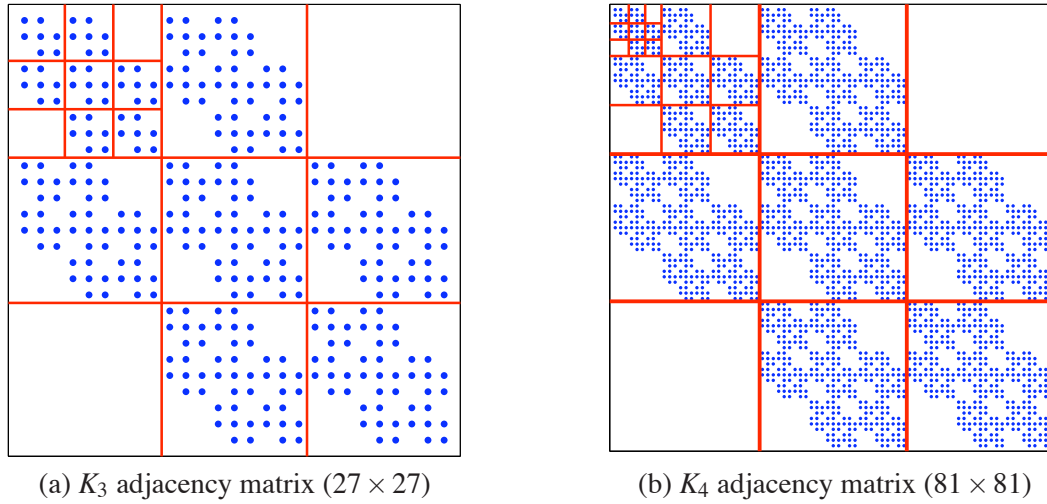 (a) K₃ adjacency matrix (27 × 27)
(b) K₄ adjacency matrix (81 × 81)